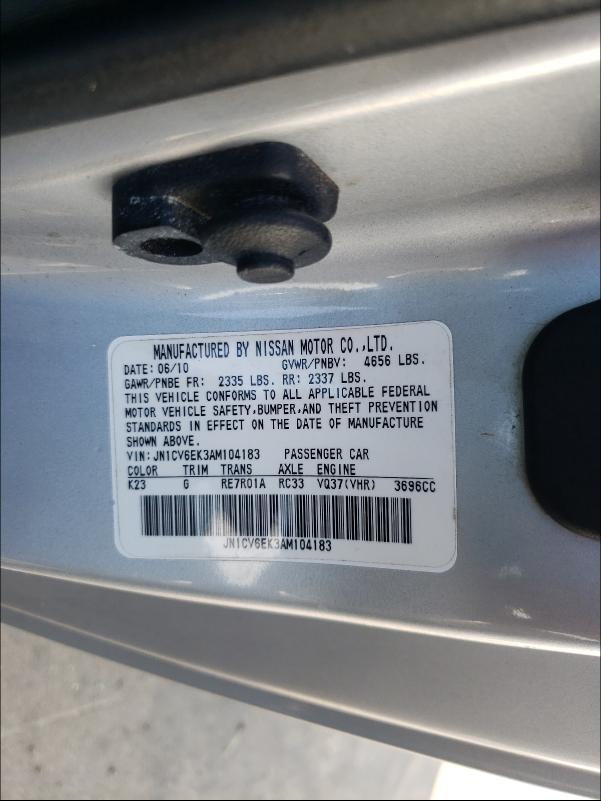 MANUFACTURED BY NISSAN MOTOR CO.,LTD.
DATE: 06/10 GVWR/PNBV: 4656 LBS.
GAWR/PNBE FR: 2335 LBS. RR: 2337 LBS.
THIS VEHICLE CONFORMS TO ALL APPLICABLE FEDERAL
MOTOR VEHICLE SAFETY,BUMPER,AND THEFT PREVENTION
STANDARDS IN EFFECT ON THE DATE OF MANUFACTURE
SHOWN ABOVE.
VIN: JN1CV6EK3AM104183 PASSENGER CAR
COLOR TRIM TRANS AXLE ENGINE
K23 G RE7R01A RC33 VQ37(VHR) 3696CC
JN1CV6EK3AM104183